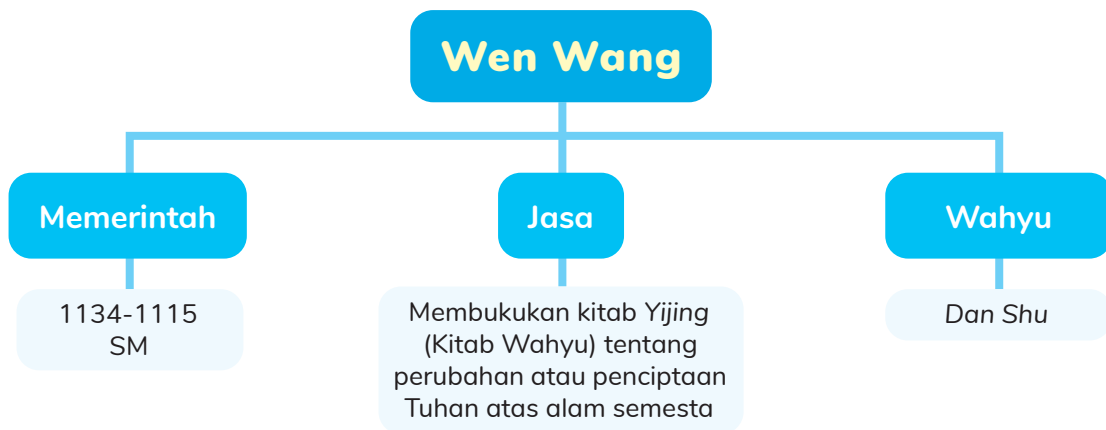 Wen Wang
Memerintah
Jasa
Wahyu
1134-1115
SM
Membukukan kitab Yijing
(Kitab Wahyu) tentang
perubahan atau penciptaan
Tuhan atas alam semesta
Dan Shu